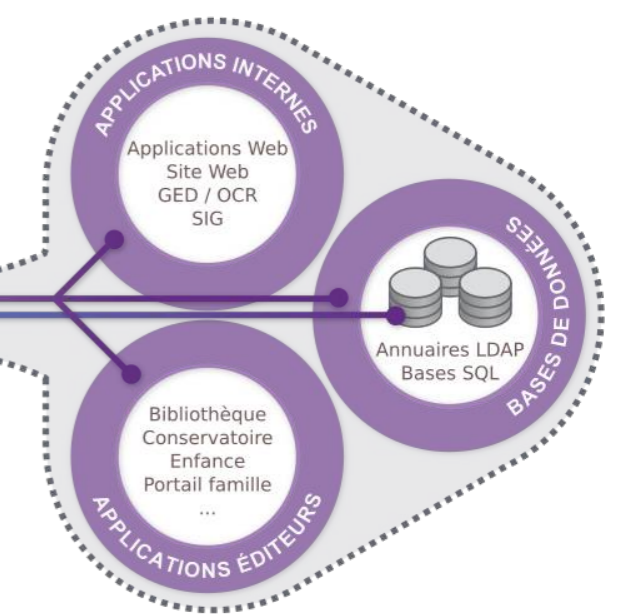 APPLICATIONS INTERNES
Applications Web
Site Web
GED / OCR
SIG
BASES DE DONNÉES
Annuaires LDAP
Bases SQL
Bibliothèque
Conservatoire
Enfance
Portail famille
...
APPLICATIONS ÉDITEURS